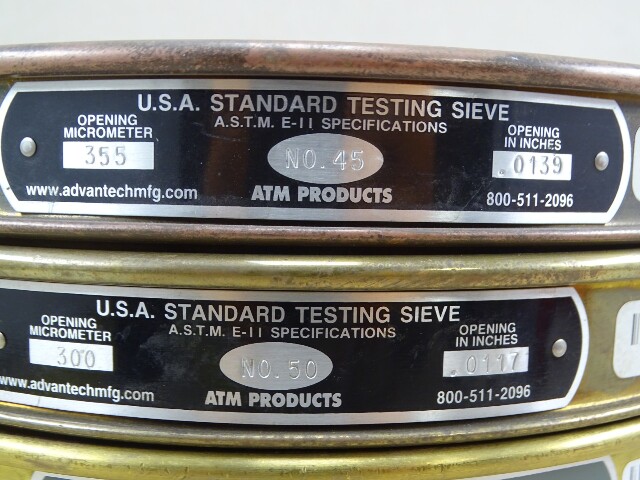 U.S.A. STANDARD TESTING SIEVE
A.S.T.M. E-11 SPECIFICATIONS
OPENING
MICROMETER
355
NO. 45
OPENING
IN INCHES
.0139
www.advantechmfg.com
ATM PRODUCTS
800-511-2096
U.S.A. STANDARD TESTING SIEVE
A.S.T.M. E-11 SPECIFICATIONS
OPENING
MICROMETER
300
NO. 50
OPENING
IN INCHES
.0117
www.advantechmfg.com
ATM PRODUCTS
800-511-2096